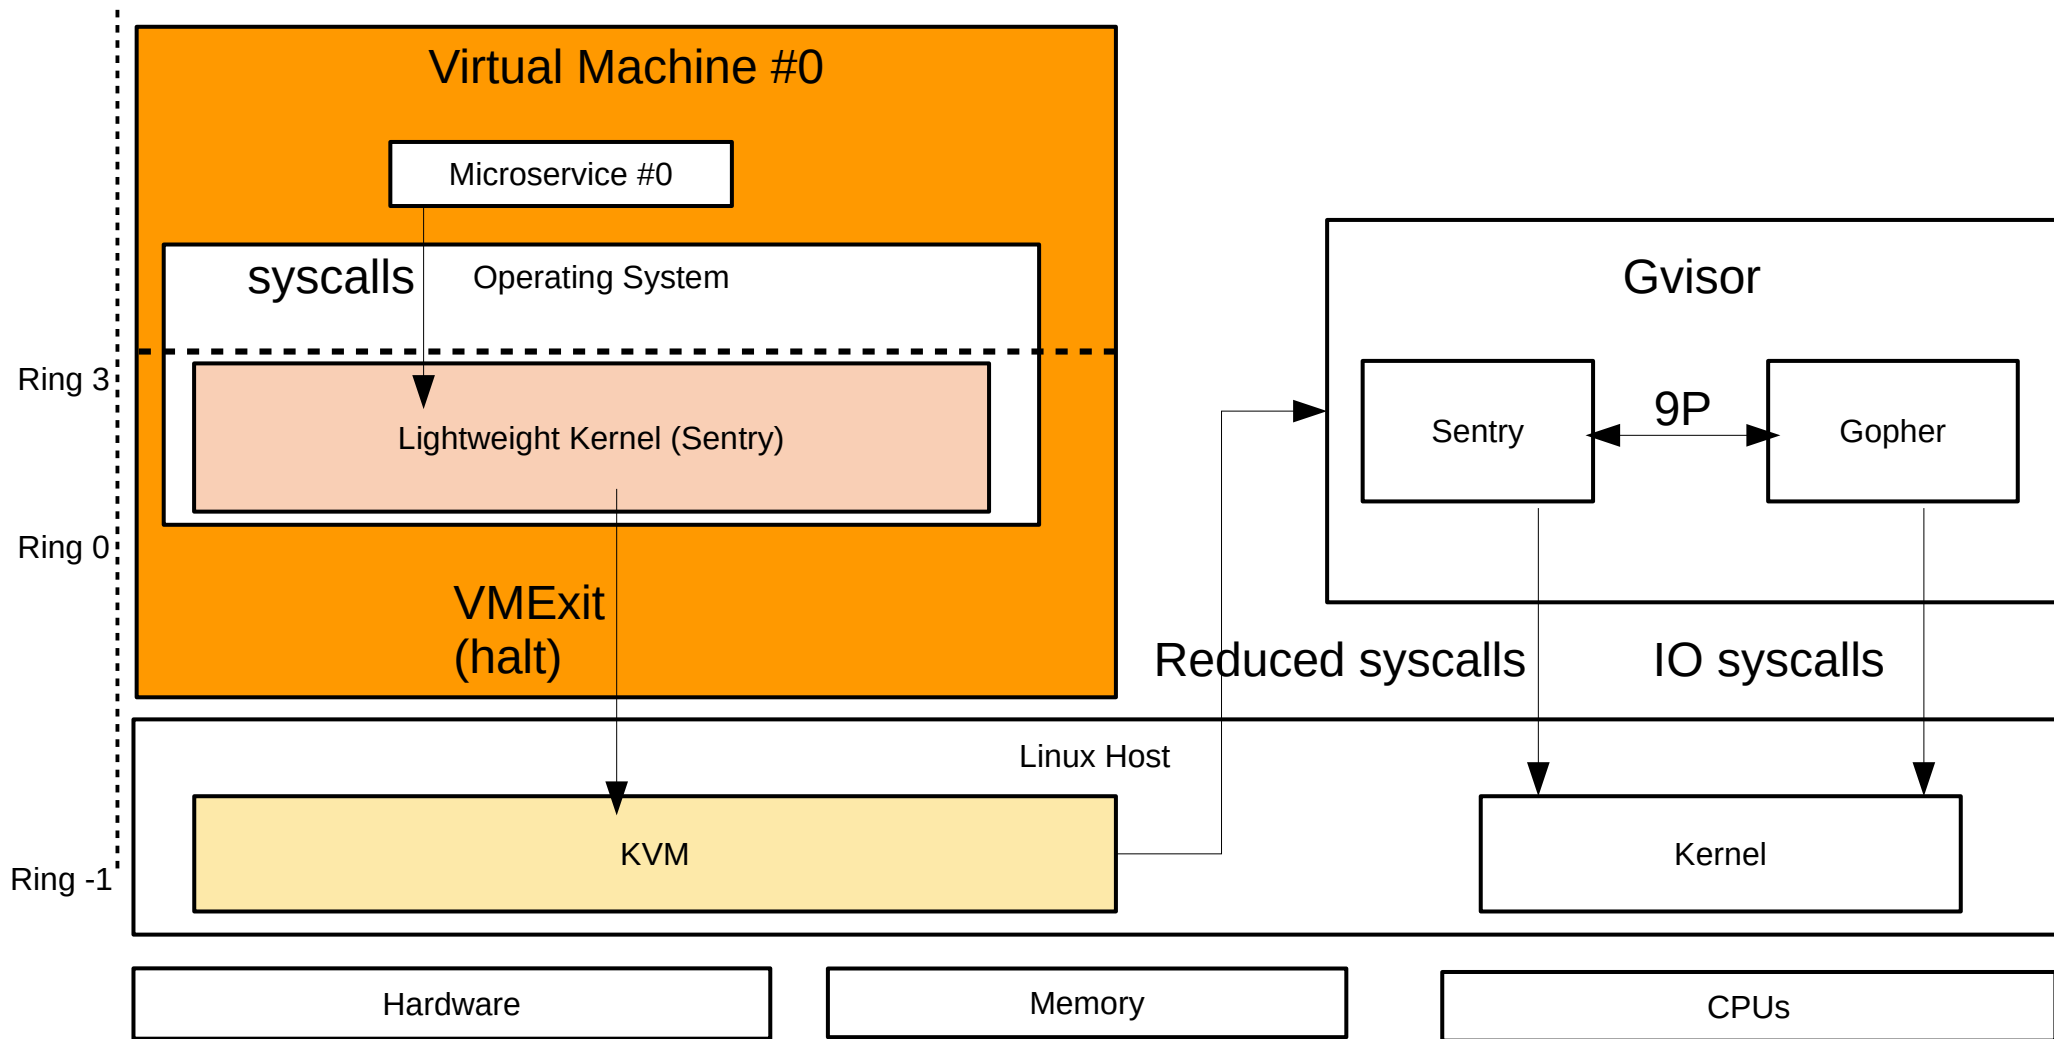 Virtual Machine #0
Microservice #0
syscalls
Operating System
Gvisor
Ring 3
Lightweight Kernel (Sentry)
Sentry
9P
Gopher
Ring 0
VMExit
(halt)
Reduced syscalls
IO syscalls
Linux Host
KVM
Kernel
Ring -1
Hardware
Memory
CPUs